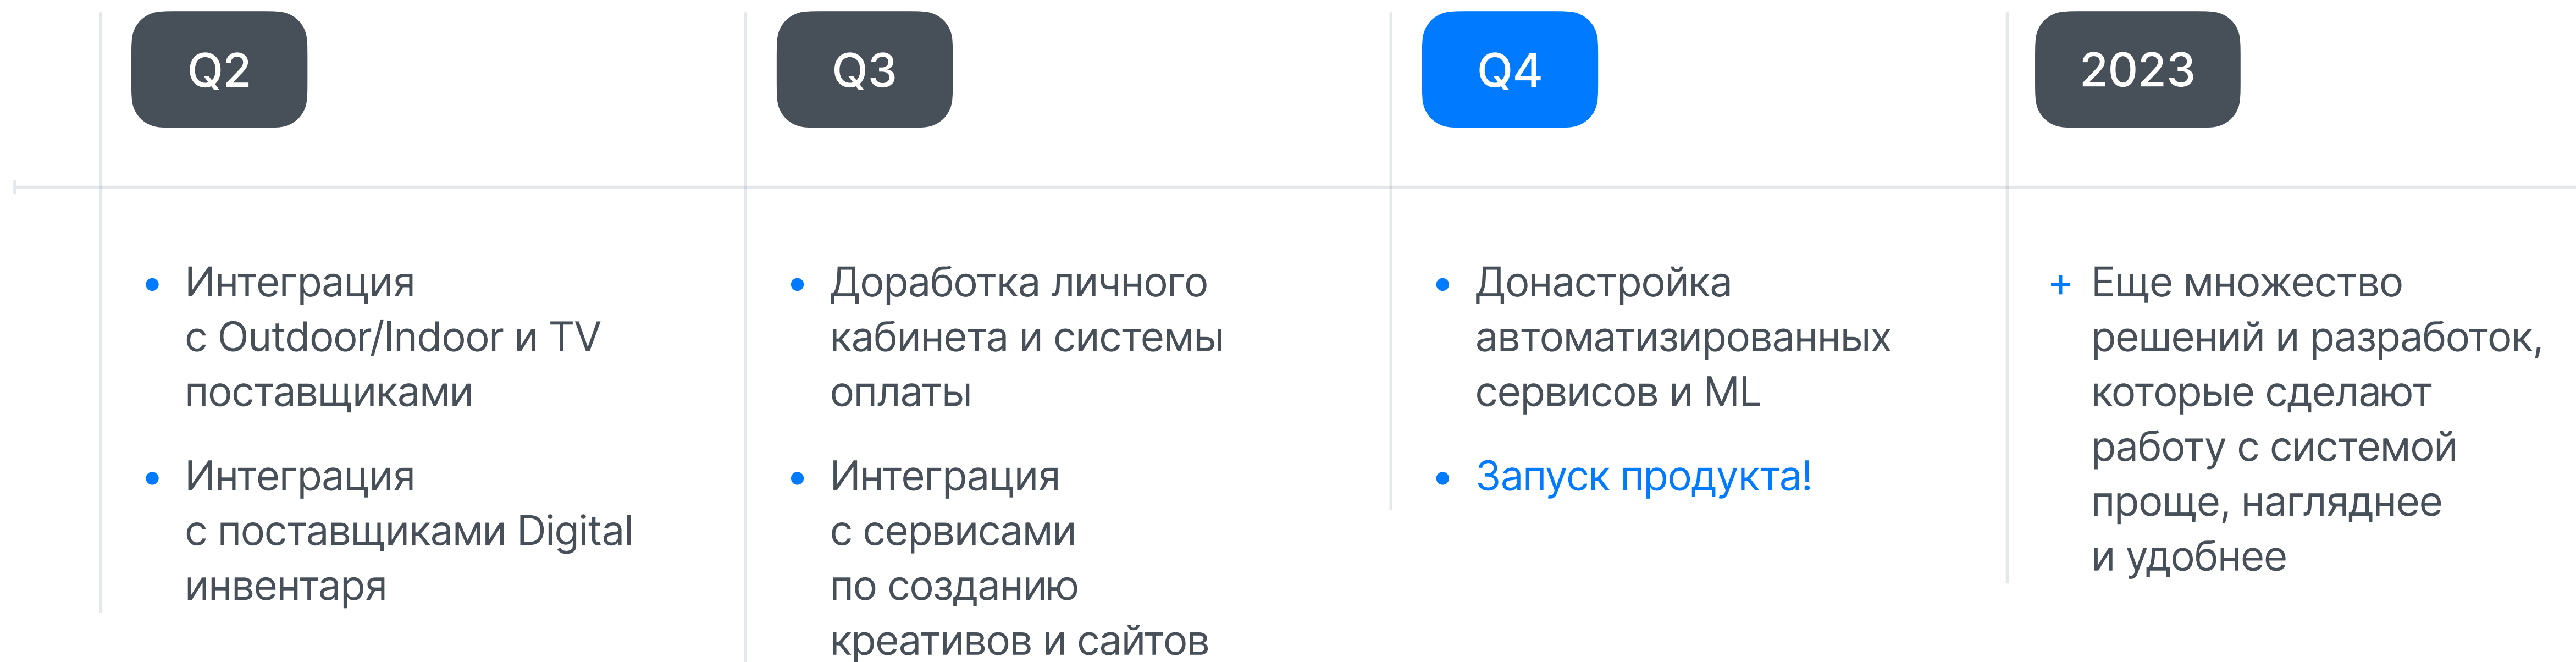 Q2
Интеграция
с Outdoor/Indoor и TV
поставщиками
Интеграция
с поставщиками Digital
инвентаря
Q3
Доработка личного
кабинета и системы
оплаты
Интеграция
с сервисами
по созданию
креативов и сайтов
Q4
Донастройка
автоматизированных
сервисов и ML
Запуск продукта!
2023
+ Еще множество
решений и разработок,
которые сделают
работу с системой
проще, нагляднее
и удобнее